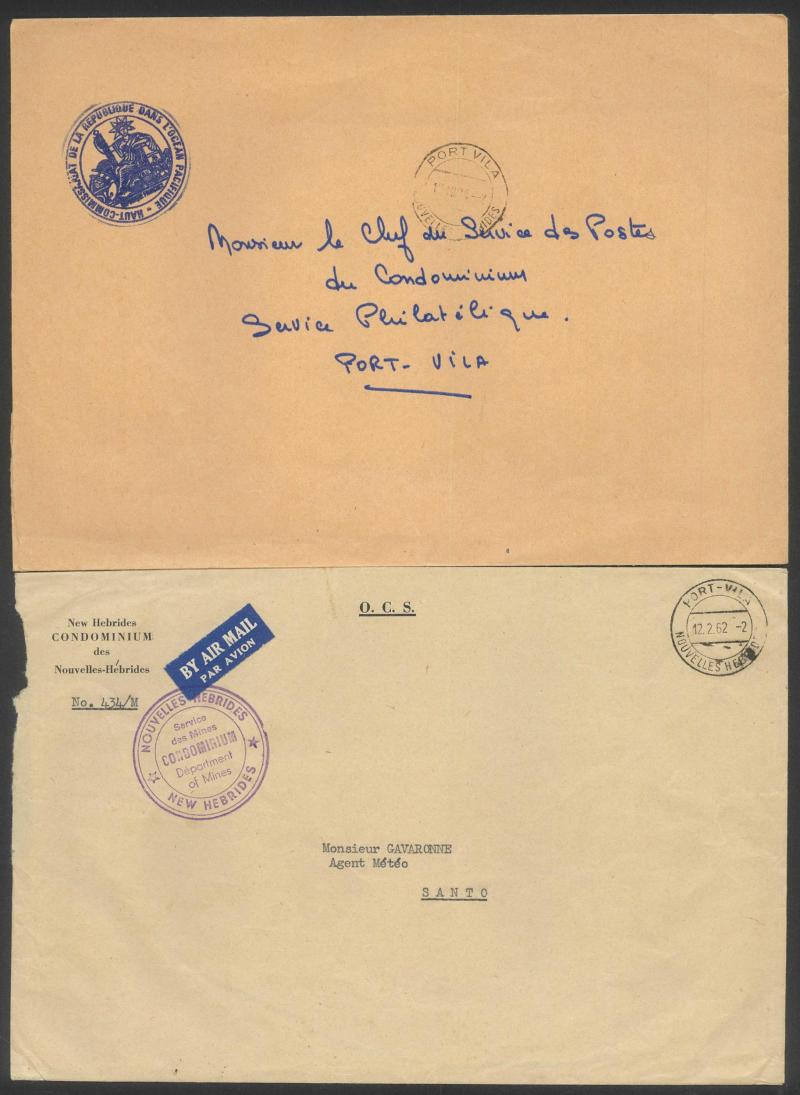 HAUT-COMMISSARIAT DE LA RÉPUBLIQUE DANS L'OCÉAN PACIFIQUE
PORT VILA
Monsieur le Chef du Service des Postes
du Condominium
Service Philatélique.
PORT-VILA
O. C. S.
New Hebrides
CONDOMINIUM
des
Nouvelles-Hébrides
No. 434/M
BY AIR MAIL
PAR AVION
PORT-VILA
12.2.62 -2
NOUVELLES
NOUVELLES HEBRIDES
Service
des Mines
CONDOMINIUM
Départment
of Mines
NEW HEBRIDES
Monsieur GAVARONNE
Agent Météo
SANTO